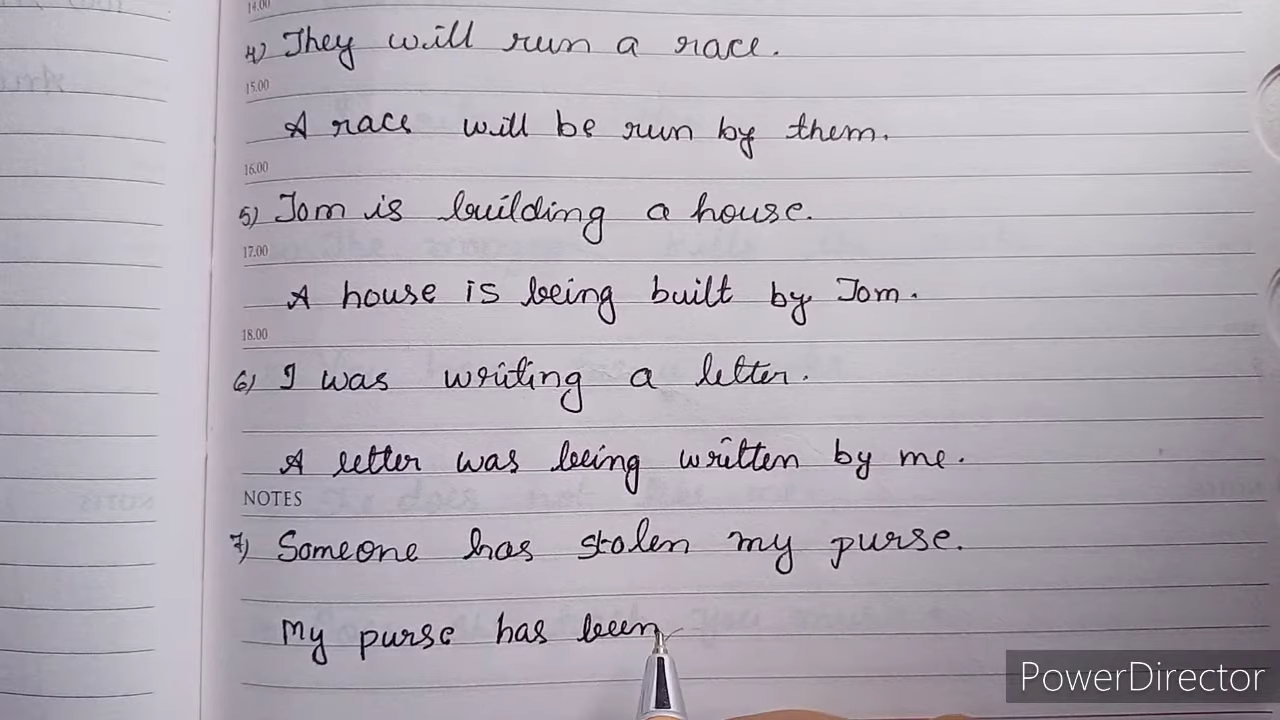 14.00
4) They will run a race.
15.00
A race will be run by them.
16.00
5) Tom is building a house.
17.00
A house is being built by Tom.
18.00
6) I was writing a letter.
A letter was being written by me.
NOTES
7) Someone has stolen my purse.
My purse has been
PowerDirector